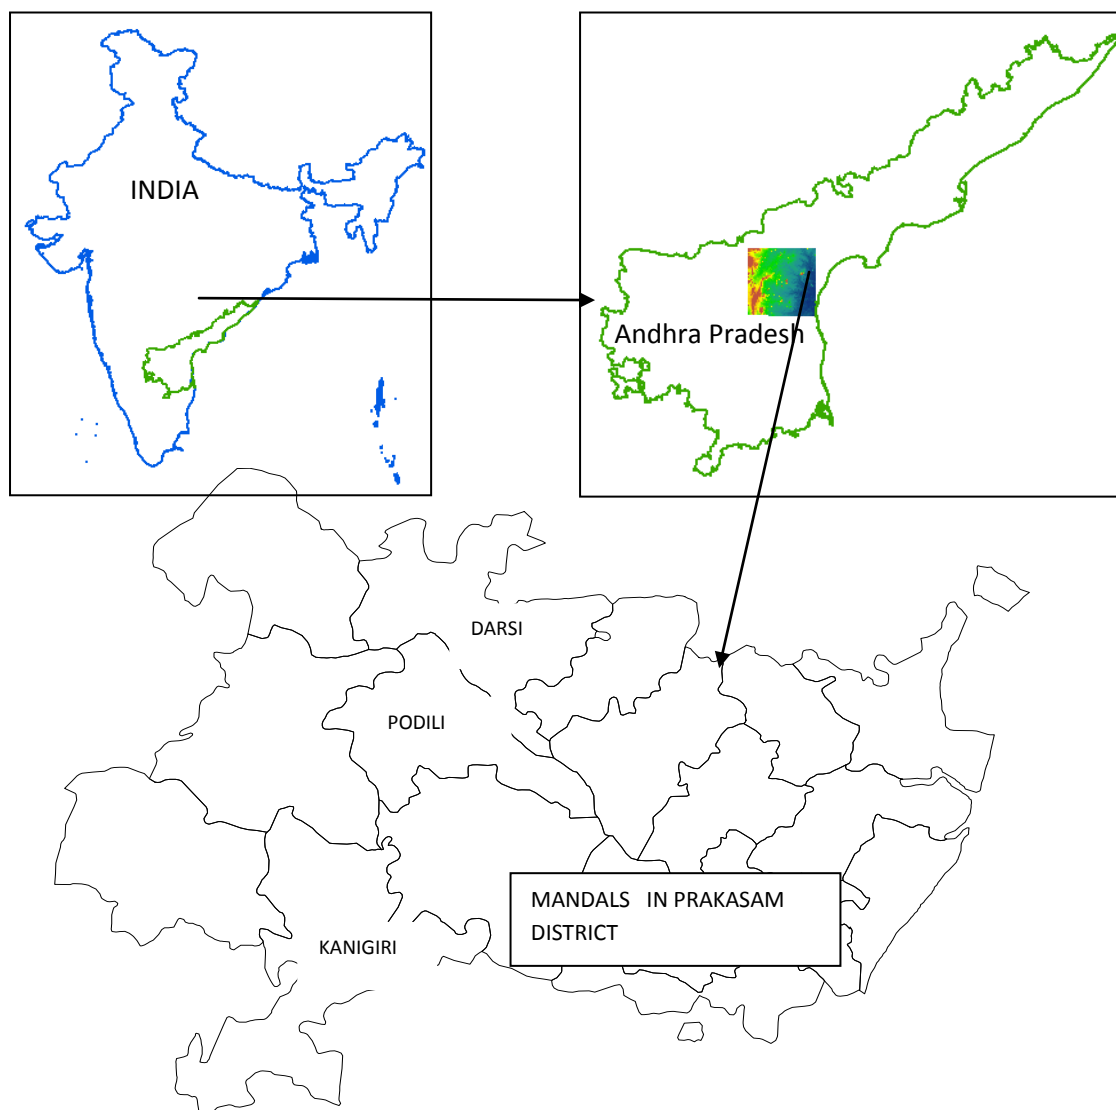 INDIA
Andhra Pradesh
DARSI
PODILI
MANDALS IN PRAKASAM
DISTRICT
KANIGIRI